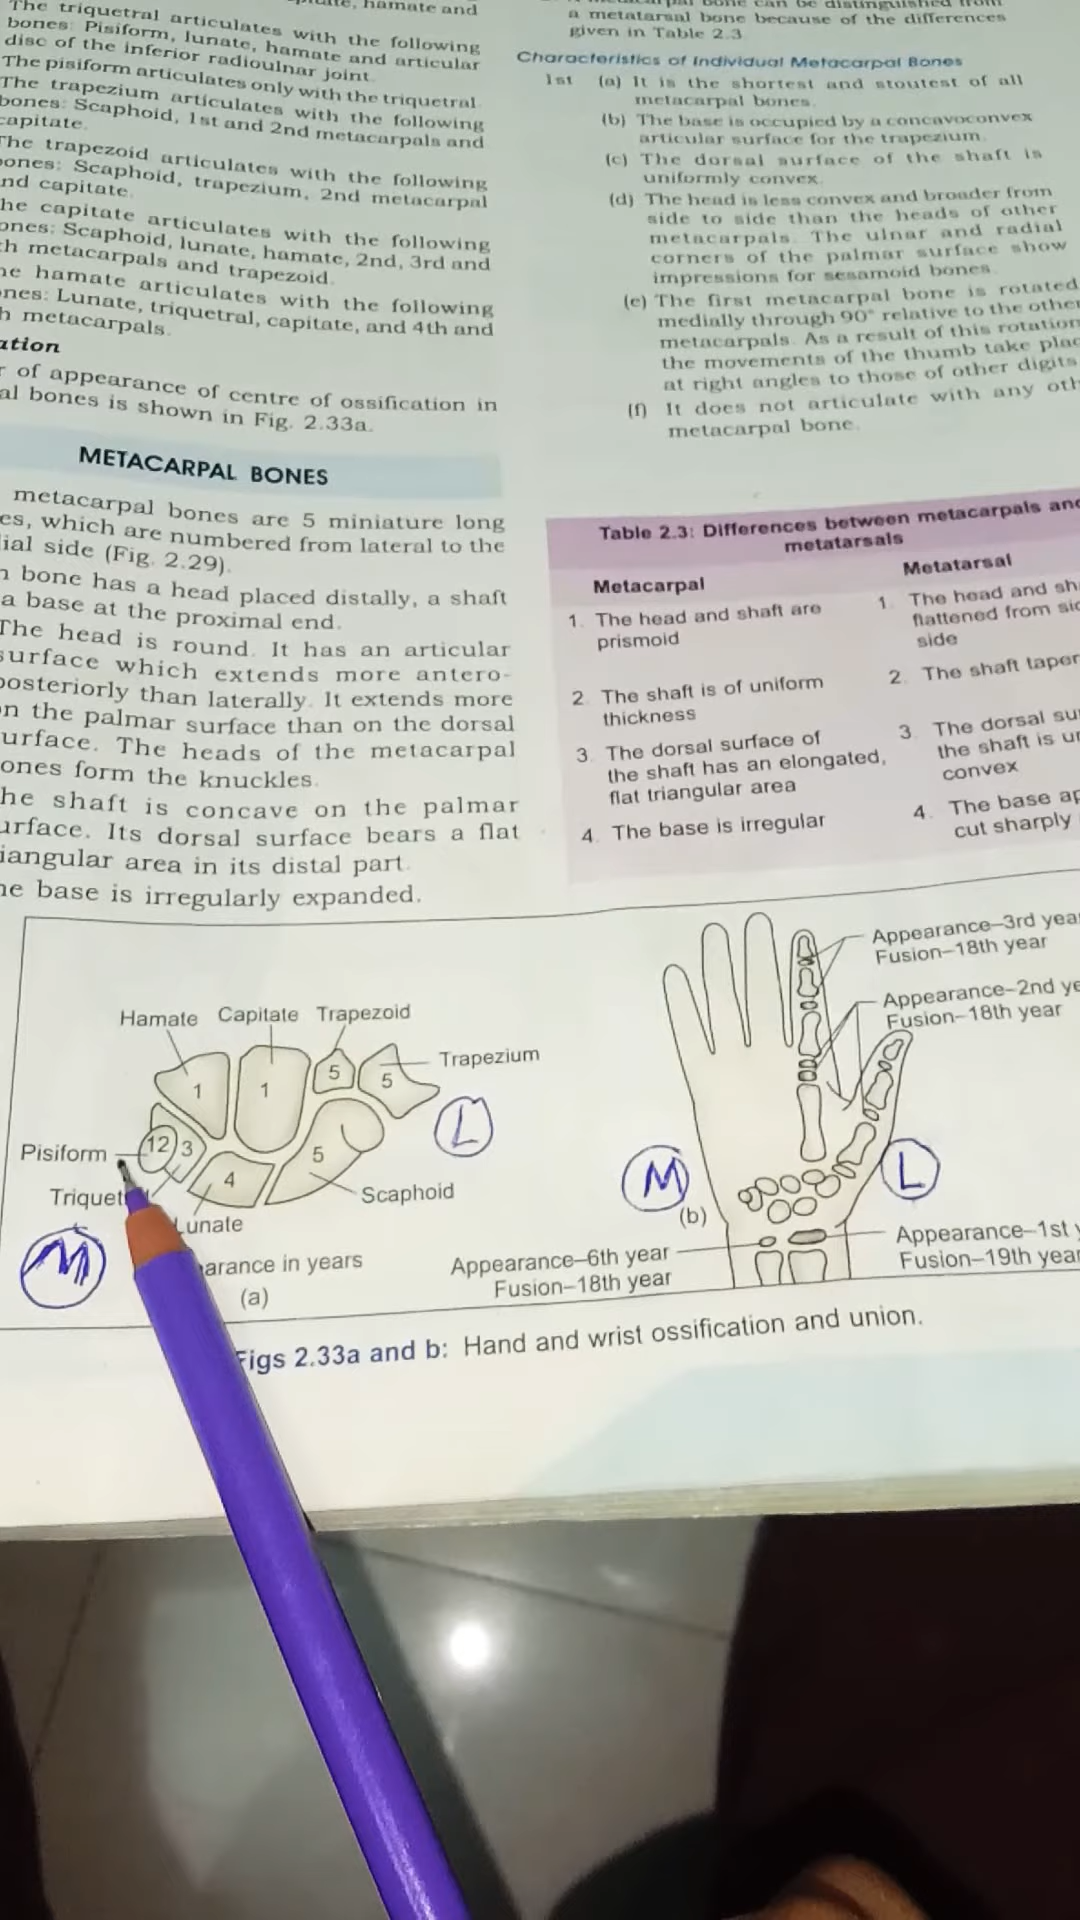 hamate and
The triquetral articulates with the following
bones: Pisiform, lunate, hamate and articular
disc of the inferior radioulnar joint.
The pisiform articulates only with the triquetral.
The trapezium articulates with the following
bones: Scaphoid, 1st and 2nd metacarpals and
The trapezoid articulates with the following
Scaphoid, trapezium, 2nd metacarpal
and capitate.
capitate articulates with the following
Scaphoid, lunate, hamate, 2nd, 3rd and
metacarpals and trapezoid.
hamate articulates with the following
Lunate, triquetral, capitate, and 4th and
metacarpals.
of appearance of centre of ossification in
bones is shown in Fig. 2.33a.
METACARPAL BONES
metacarpal bones are 5 miniature long
which are numbered from lateral to the
side (Fig. 2.29).
bone has a head placed distally, a shaft
a base at the proximal end.
The head is round. It has an articular
surface which extends more antero-
posteriorly than laterally. It extends more
on the palmar surface than on the dorsal
surface. The heads of the metacarpal
form the knuckles.
shaft is concave on the palmar
surface. Its dorsal surface bears a flat
area in its distal part.
base is irregularly expanded.
bone can be distinguished from
a metatarsal bone because of the differences
given in Table 2.3.
Characteristics of Individual Metacarpal Bones
1st (a) It is the shortest and stoutest of all
metacarpal bones.
(b) The base is occupied by a concavoconvex
articular surface for the trapezium.
(c) The dorsal surface of the shaft is
uniformly convex.
(d) The head is less convex and broader from
side to side than the heads of other
metacarpals. The ulnar and radial
corners of the palmar surface show
impressions for sesamoid bones.
(e) The first metacarpal bone is rotated
medially through 90° relative to the other
metacarpals. As a result of this rotation
the movements of the thumb take
at right angles to those of other digits.
(f) It does not articulate with any
metacarpal bone.
Table 2.3: Differences between metacarpals and
metatarsals
Metacarpal Metatarsal
1. The head and shaft are
prismoid
1. The head and
flattened from
side
2. The shaft is of uniform
thickness
2. The shaft
3. The dorsal surface of
the shaft has an elongated,
flat triangular area
3. The dorsal
the shaft is
convex
4. The base is irregular
4. The base
cut sharply
Hamate Capitate Trapezoid
Trapezium
1 1 5 5
L
Pisiform 12 3 4 5
Scaphoid
Lunate
M
in years
(a)
Appearance–3rd
Fusion–18th year
Appearance–2nd
Fusion–18th year
M L
(b)
Appearance–6th year
Fusion–18th year
Appearance–1st
Fusion–19th year
Figs 2.33a and b: Hand and wrist ossification and union.